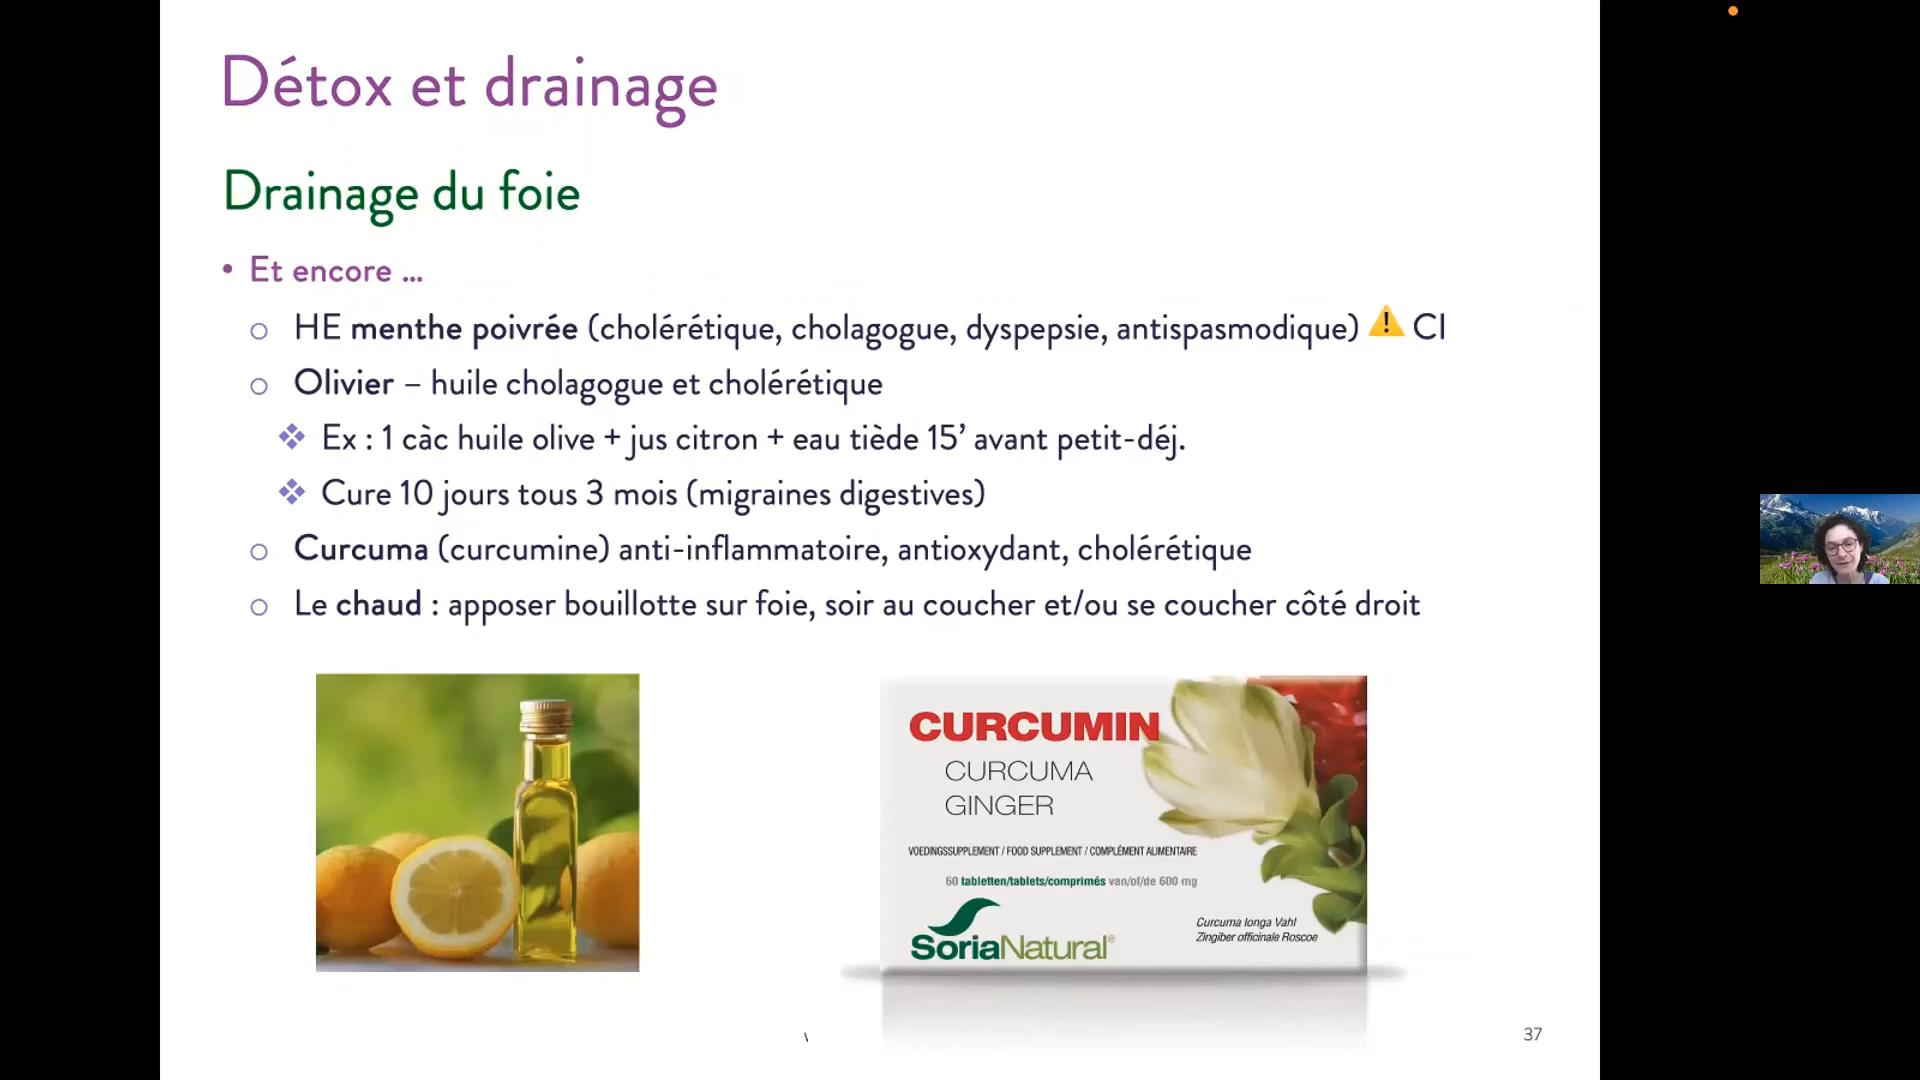 Détox et drainage
Drainage du foie
• Et encore ...
o HE menthe poivrée (cholérétique, cholagogue, dyspepsie, antispasmodique) ⚠ CI
o Olivier – huile cholagogue et cholérétique
❖ Ex : 1 càc huile olive + jus citron + eau tiède 15’ avant petit-déj.
❖ Cure 10 jours tous 3 mois (migraines digestives)
o Curcuma (curcumine) anti-inflammatoire, antioxydant, cholérétique
o Le chaud : apposer bouillotte sur foie, soir au coucher et/ou se coucher côté droit
CURCUMIN
CURCUMA
GINGER
VOEDINGSSUPPLEMENT / FOOD SUPPLEMENT / COMPLÉMENT ALIMENTAIRE
60 tabletten/tablets/comprimés van/of/de 600 mg
SoriaNatural®
Curcuma longa Vahl
Zingiber officinale Roscoe
37